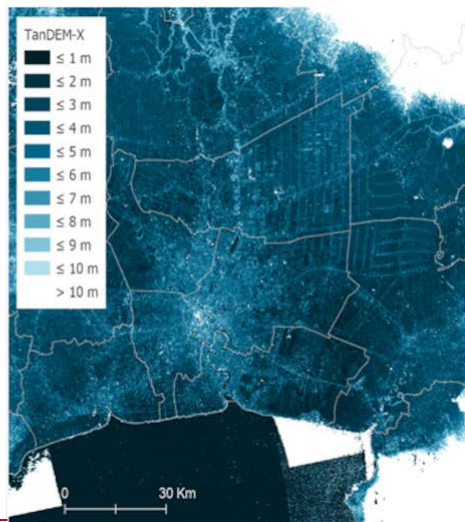 TanDEM-X
≤ 1 m
≤ 2 m
≤ 3 m
≤ 4 m
≤ 5 m
≤ 6 m
≤ 7 m
≤ 8 m
≤ 9 m
≤ 10 m
> 10 m
0 30 Km